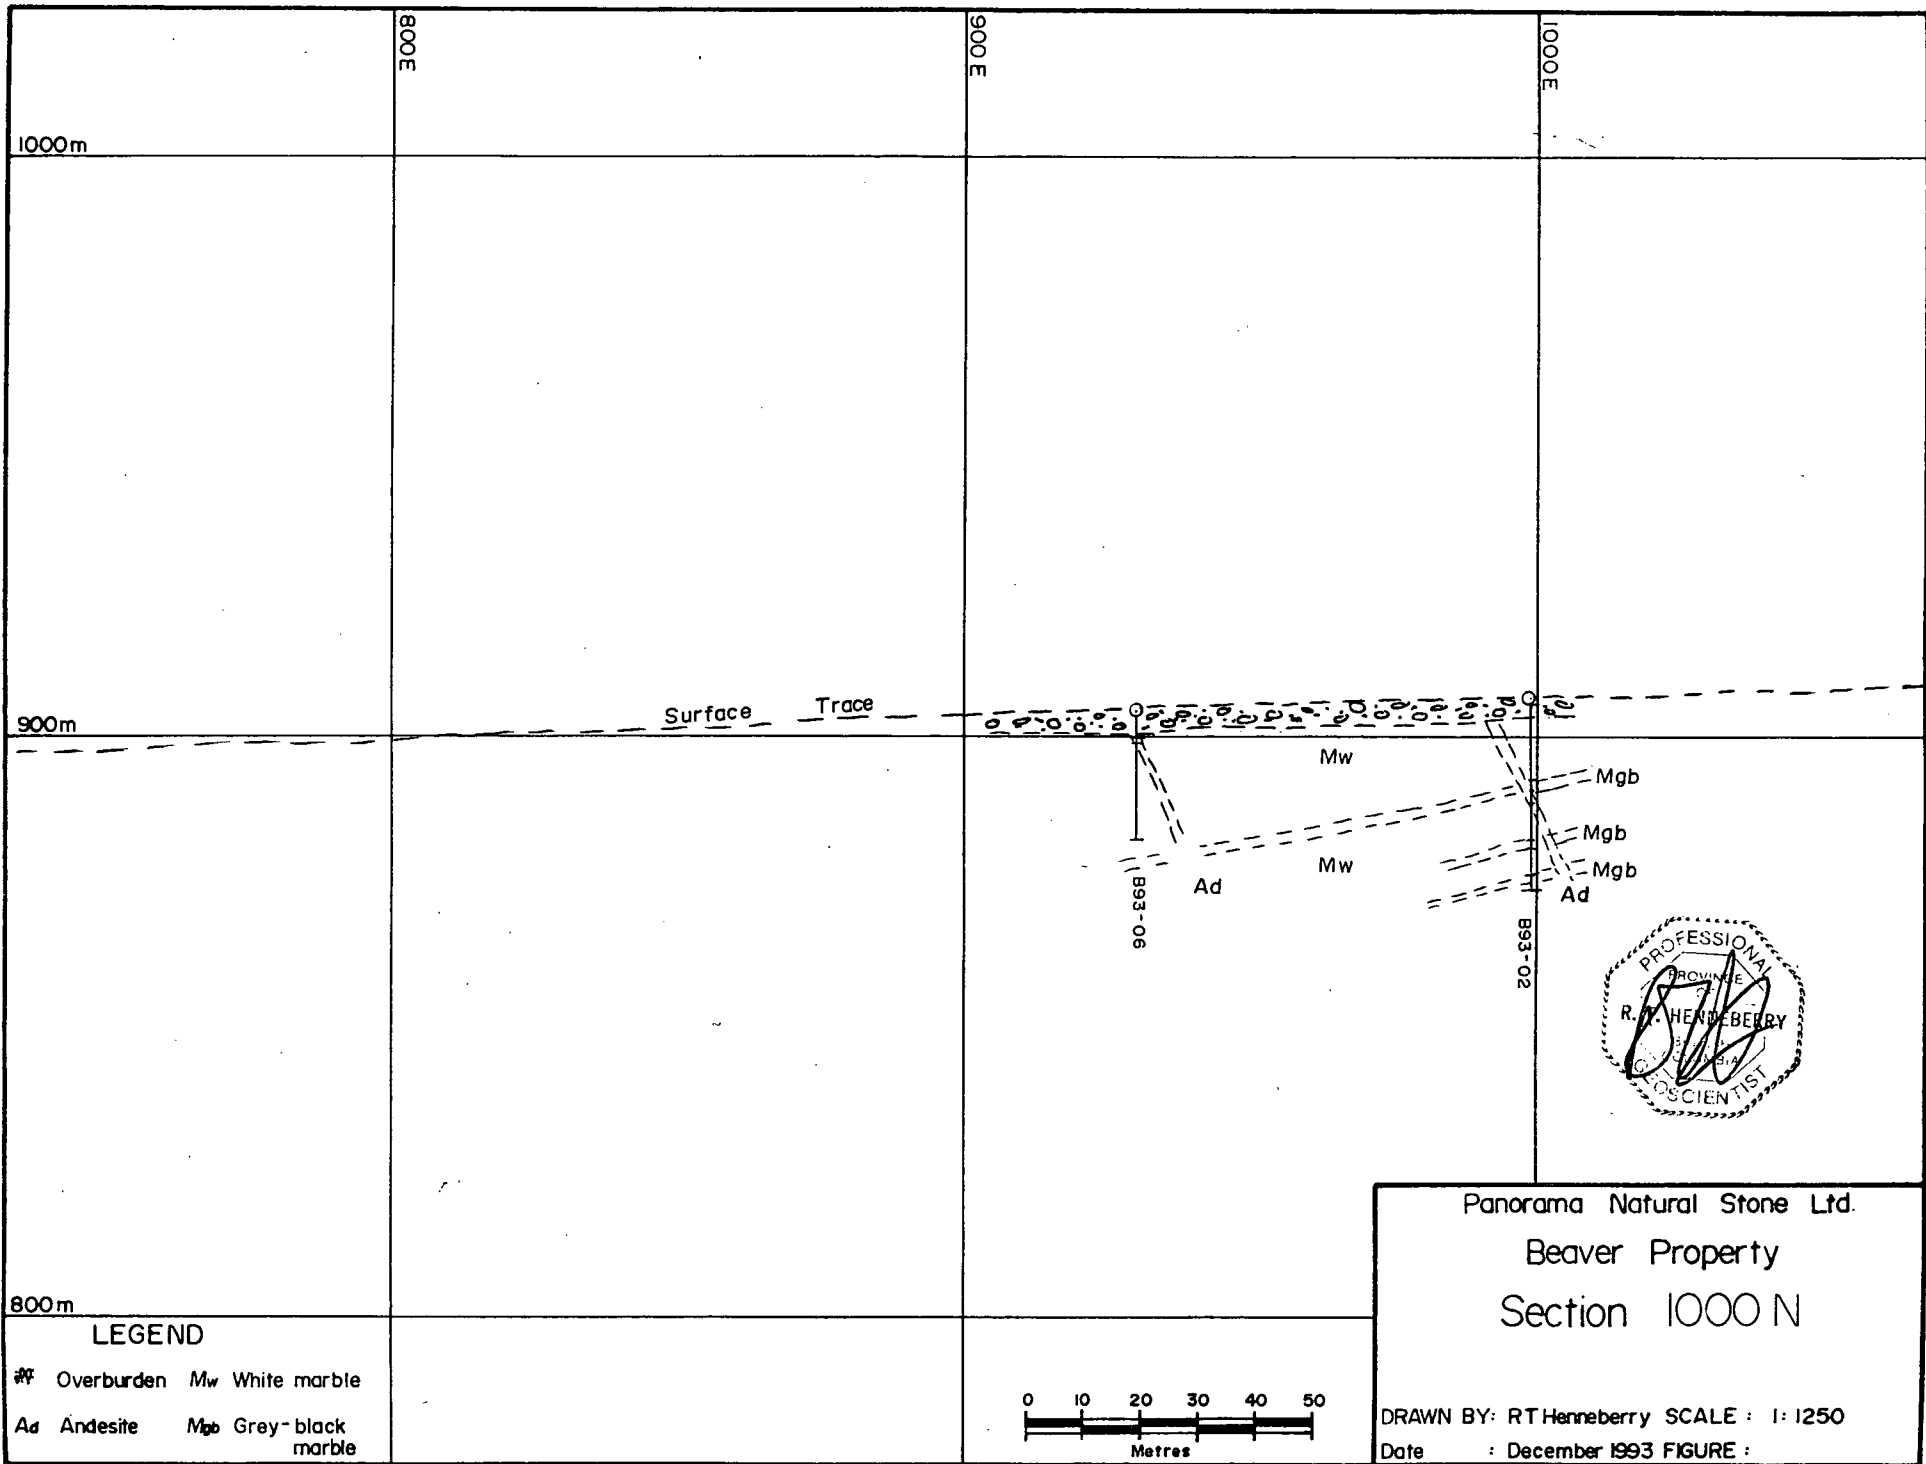 800E
900E
1000E
1000m
Surface Trace
900m
Mw
Mgb
Mgb
Mw
Mgb
Ad
Ad
B93-06
B93-02
PROFESSIONAL
PROVINCE
OF
R.T. HENNEBERRY
COLUMBIA
GEOSCIENTIST
800m
Panorama Natural Stone Ltd.
Beaver Property
Section 1000 N
LEGEND
Overburden Mw White marble
Ad Andesite Mgb Grey-black
marble
0 10 20 30 40 50
Metres
DRAWN BY: RT Henneberry SCALE : 1:1250
Date : December 1993 FIGURE :